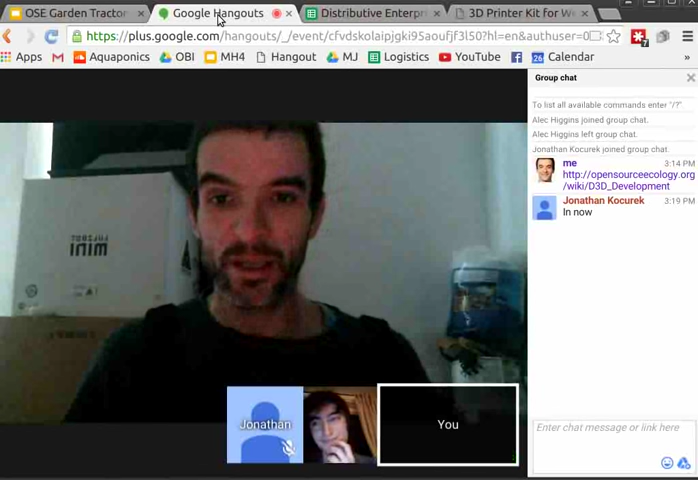 OSE Garden Tractor
Google Hangouts
Distributive Enterpr
3D Printer Kit for We
https://plus.google.com/hangouts/_/event/cfvdskolaipjgki95aoufjf3l50?hl=en&authuser=0
7
Apps
M
Aquaponics
OBI
MH4
Hangout
MJ
Logistics
YouTube
26
Calendar
»
Group chat
To list all available commands enter "/?"
Alec Higgins joined group chat.
Alec Higgins left group chat.
Jonathan Kocurek joined group chat.
me 3:14 PM
http://opensourceecology.org
/wiki/D3D_Development
Jonathan Kocurek 3:19 PM
In now
MINI
Jonathan
You
Enter chat message or link here